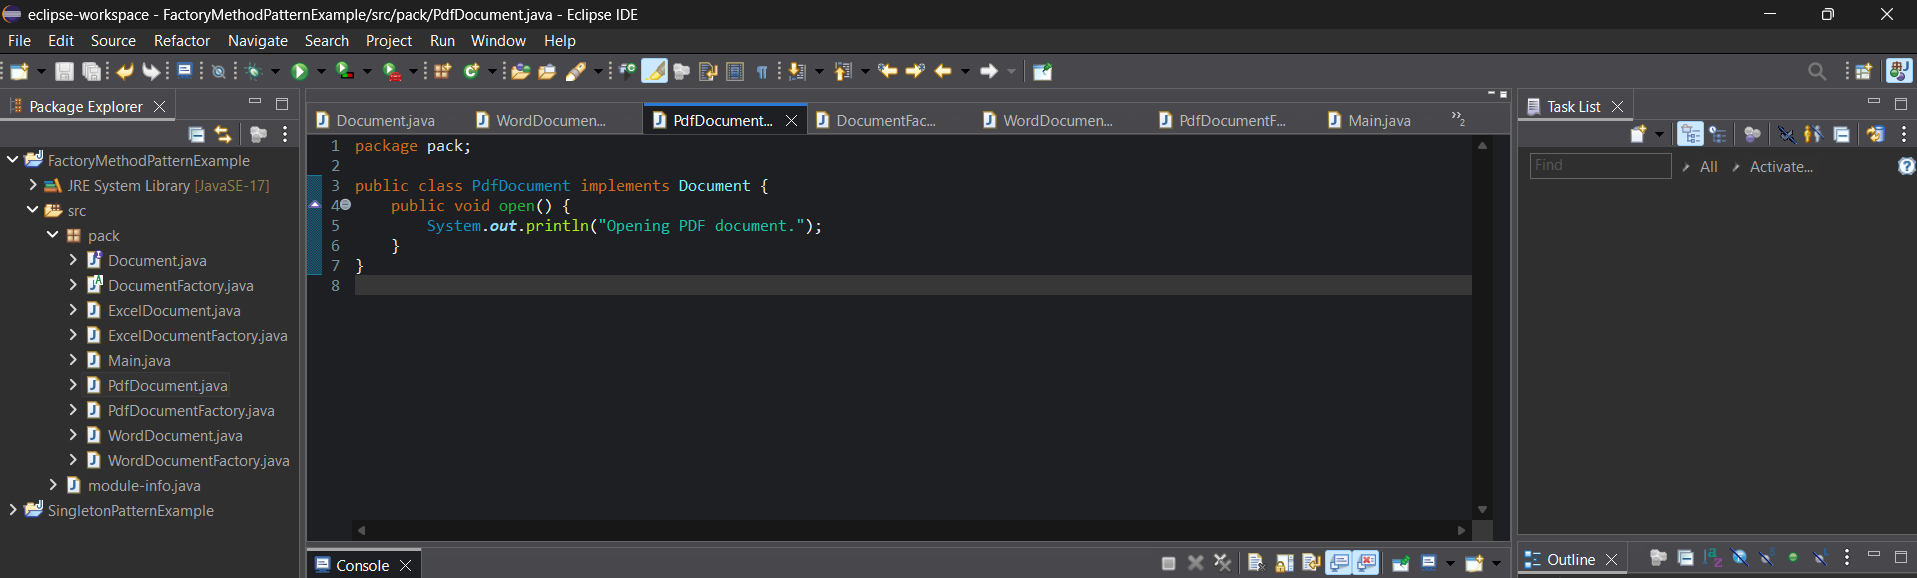 eclipse-workspace - FactoryMethodPatternExample/src/pack/PdfDocument.java - Eclipse IDE
File Edit Source Refactor Navigate Search Project Run Window Help
Package Explorer
FactoryMethodPatternExample
JRE System Library [JavaSE-17]
src
pack
Document.java
DocumentFactory.java
ExcelDocument.java
ExcelDocumentFactory.java
Main.java
PdfDocument.java
PdfDocumentFactory.java
WordDocument.java
WordDocumentFactory.java
module-info.java
SingletonPatternExample
Document.java WordDocumen... PdfDocument... DocumentFac... WordDocumen... PdfDocumentF... Main.java »2
1 package pack;
2
3 public class PdfDocument implements Document {
4 public void open() {
5 System.out.println("Opening PDF document.");
6 }
7 }
8
Console
Task List
Find All Activate...
Outline